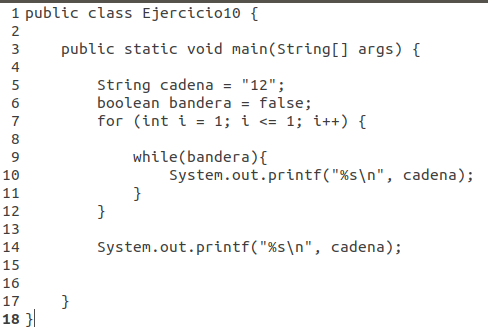 1 public class Ejercicio10 {
2
3     public static void main(String[] args) {
4
5         String cadena = "12";
6         boolean bandera = false;
7         for (int i = 1; i <= 1; i++) {
8
9             while(bandera){
10                 System.out.printf("%s\n", cadena);
11             }
12         }
13
14         System.out.printf("%s\n", cadena);
15
16
17     }
18 }